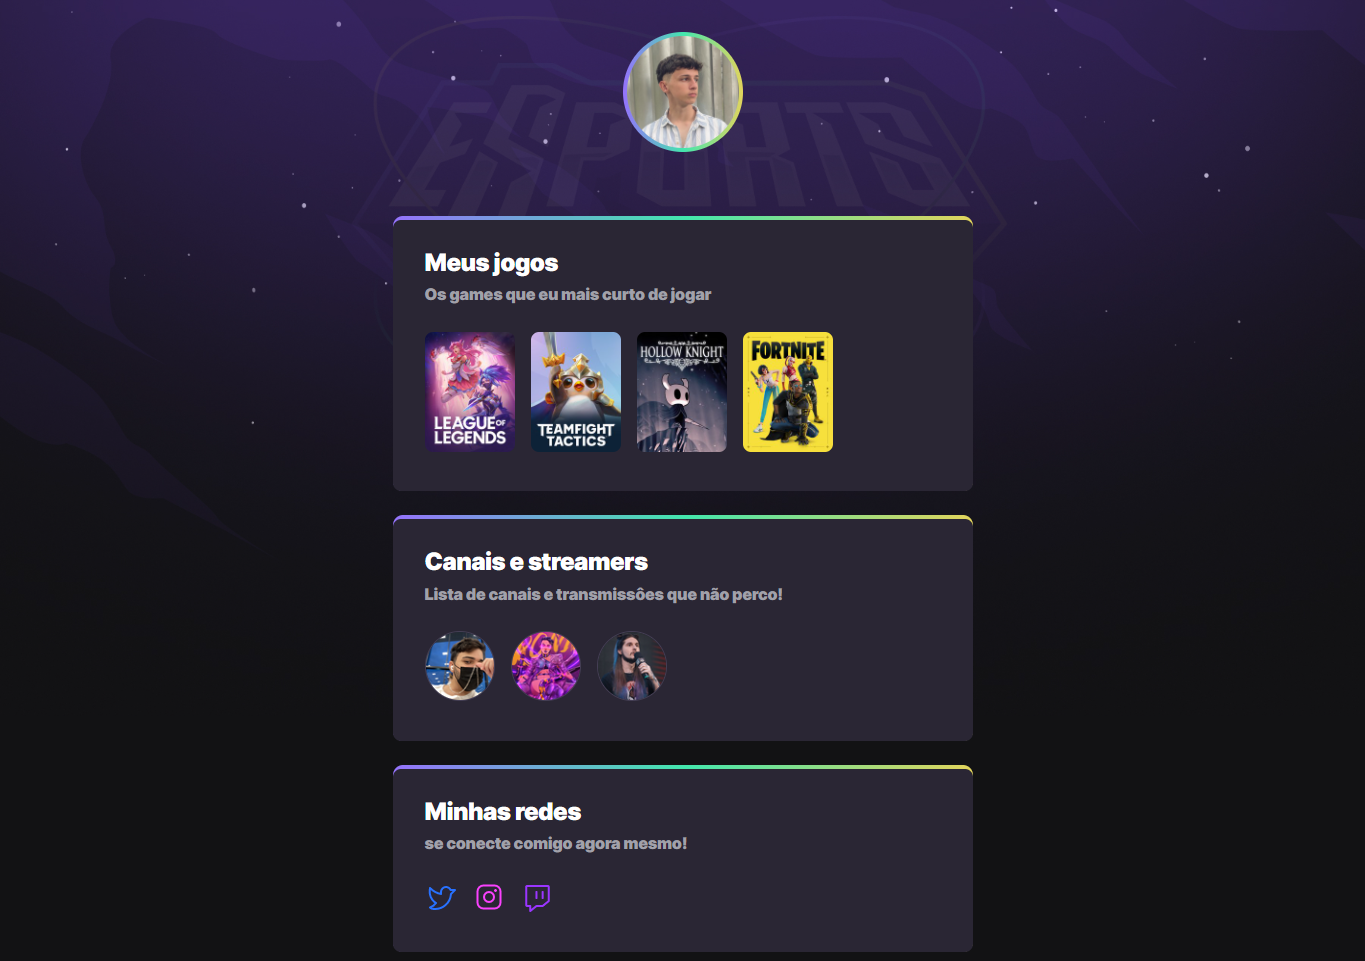 ESPORTS
Meus jogos
Os games que eu mais curto de jogar
LEAGUE OF
LEGENDS
TEAMFIGHT
TACTICS
HOLLOW KNIGHT
FORTNITE
Canais e streamers
Lista de canais e transmissôes que não perco!
Minhas redes
se conecte comigo agora mesmo!